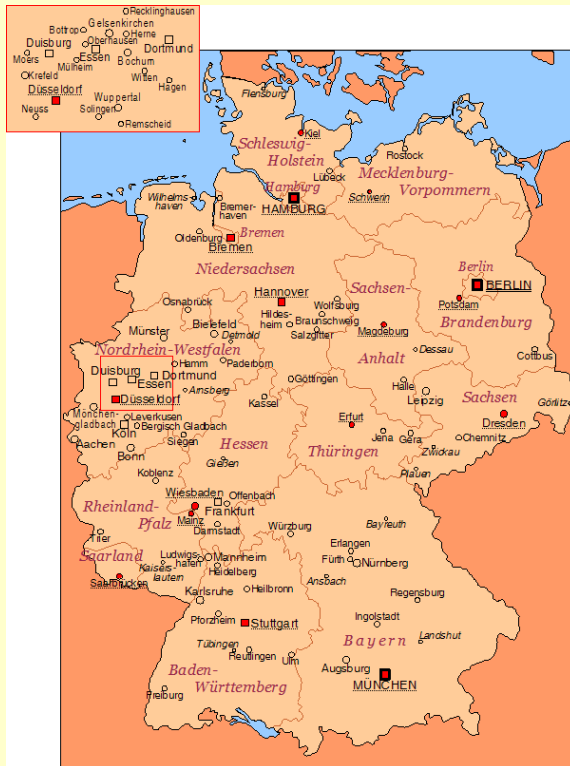 Recklinghausen
Gelsenkirchen
Bottrop
Herne
Oberhausen
Duisburg
Dortmund
Essen
Moers
Mülheim
Bochum
Krefeld
Witten
Hagen
Düsseldorf
Wuppertal
Neuss
Solingen
Remscheid
Flensburg
Kiel
Schleswig-
Holstein
Rostock
Lübeck
Mecklenburg-
Vorpommern
Hamburg
HAMBURG
Schwerin
Wilhelms-
haven
Bremer-
haven
Oldenburg
Bremen
Bremen
Niedersachsen
Berlin
BERLIN
Potsdam
Brandenburg
Hannover
Sachsen-
Anhalt
Osnabrück
Wolfsburg
Hildes-
heim
Braunschweig
Salzgitter
Magdeburg
Münster
Bielefeld
Detmold
Dessau
Cottbus
Nordrhein-Westfalen
Hamm
Paderborn
Duisburg
Essen
Dortmund
Düsseldorf
Arnsberg
Göttingen
Kassel
Halle
Leipzig
Sachsen
Görlitz
Dresden
Mönchen-
gladbach
Leverkusen
Bergisch Gladbach
Köln
Aachen
Bonn
Siegen
Hessen
Gießen
Erfurt
Jena
Gera
Thüringen
Chemnitz
Zwickau
Plauen
Koblenz
Rheinland-
Pfalz
Wiesbaden
Offenbach
Frankfurt
Mainz
Darmstadt
Würzburg
Bayreuth
Trier
Saarland
Saarbrücken
Kaisers-
lautern
Ludwigs-
hafen
Mannheim
Heidelberg
Erlangen
Fürth
Nürnberg
Ansbach
Heilbronn
Karlsruhe
Regensburg
Pforzheim
Stuttgart
Ingolstadt
Tübingen
Reutlingen
Ulm
Bayern
Landshut
Augsburg
MÜNCHEN
Baden-
Württemberg
Freiburg